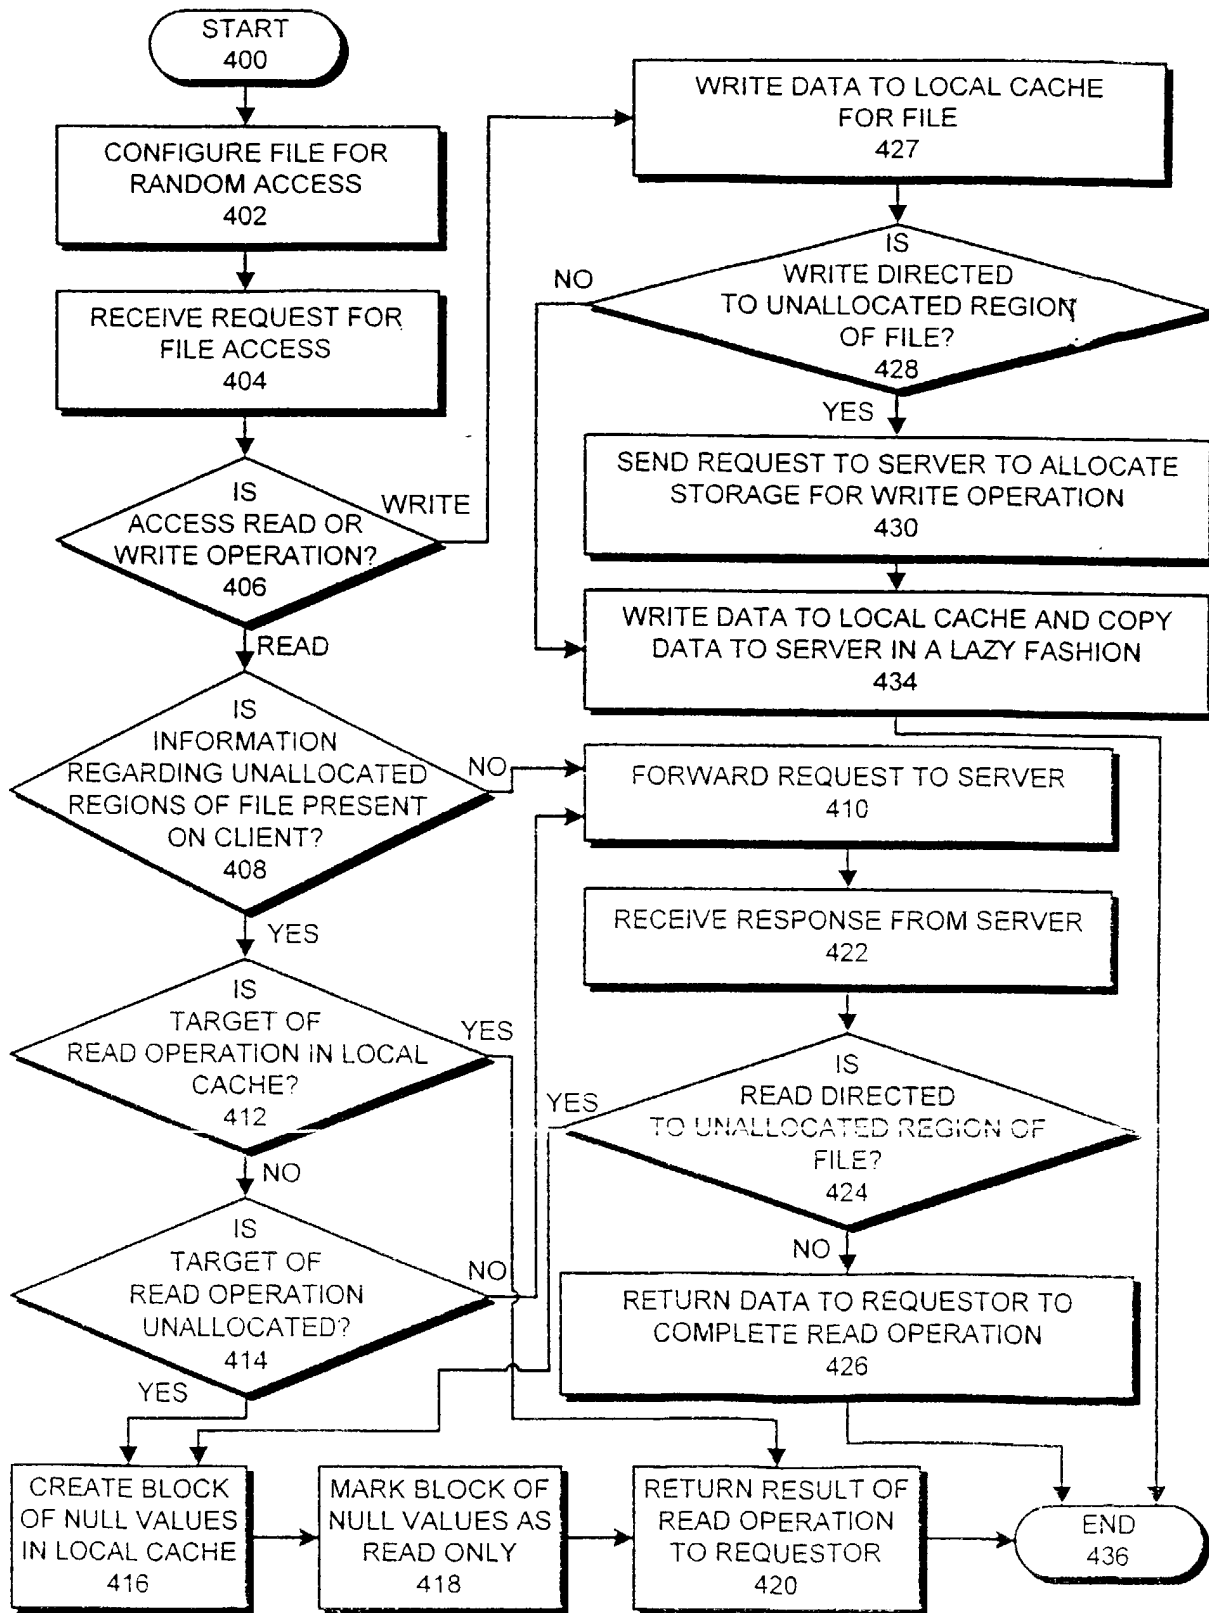 START
400
CONFIGURE FILE FOR
RANDOM ACCESS
402
RECEIVE REQUEST FOR
FILE ACCESS
404
IS
ACCESS READ OR
WRITE OPERATION?
406
WRITE
READ
IS
INFORMATION
REGARDING UNALLOCATED
REGIONS OF FILE PRESENT
ON CLIENT?
408
NO
YES
IS
TARGET OF
READ OPERATION IN LOCAL
CACHE?
412
YES
NO
IS
TARGET OF
READ OPERATION
UNALLOCATED?
414
NO
YES
CREATE BLOCK
OF NULL VALUES
IN LOCAL CACHE
416
MARK BLOCK OF
NULL VALUES AS
READ ONLY
418
RETURN RESULT OF
READ OPERATION
TO REQUESTOR
420
WRITE DATA TO LOCAL CACHE
FOR FILE
427
IS
WRITE DIRECTED
TO UNALLOCATED REGION
OF FILE?
428
NO
YES
SEND REQUEST TO SERVER TO ALLOCATE
STORAGE FOR WRITE OPERATION
430
WRITE DATA TO LOCAL CACHE AND COPY
DATA TO SERVER IN A LAZY FASHION
434
FORWARD REQUEST TO SERVER
410
RECEIVE RESPONSE FROM SERVER
422
IS
READ DIRECTED
TO UNALLOCATED REGION OF
FILE?
424
YES
NO
RETURN DATA TO REQUESTOR TO
COMPLETE READ OPERATION
426
END
436